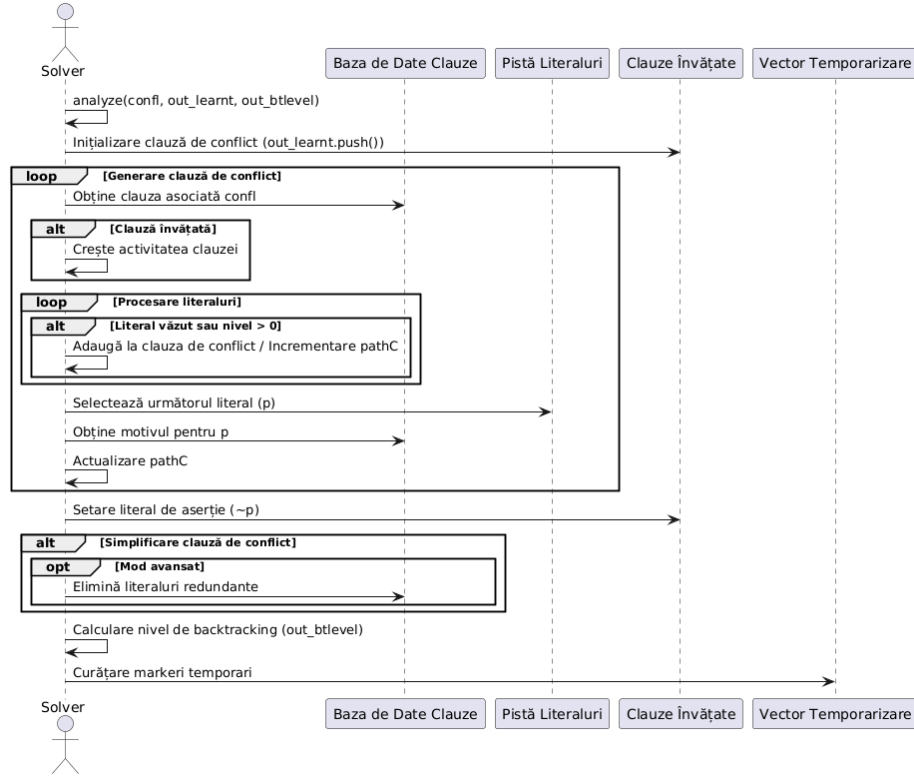 Solver
Baza de Date Clauze
Pistă Literaluri
Clauze Învățate
Vector Temporarizare
analyze(confl, out_learnt, out_btlevel)
Inițializare clauză de conflict (out_learnt.push())
loop [Generare clauză de conflict]
Obține clauza asociată confl
alt [Clauză învățată]
Crește activitatea clauzei
loop [Procesare literaluri]
alt [Literal văzut sau nivel > 0]
Adaugă la clauza de conflict / Incrementare pathC
Selectează următorul literal (p)
Obține motivul pentru p
Actualizare pathC
Setare literal de aserție (~p)
alt [Simplificare clauză de conflict]
opt [Mod avansat]
Elimină literaluri redundante
Calculare nivel de backtracking (out_btlevel)
Curățare markeri temporari
Solver
Baza de Date Clauze
Pistă Literaluri
Clauze Învățate
Vector Temporarizare